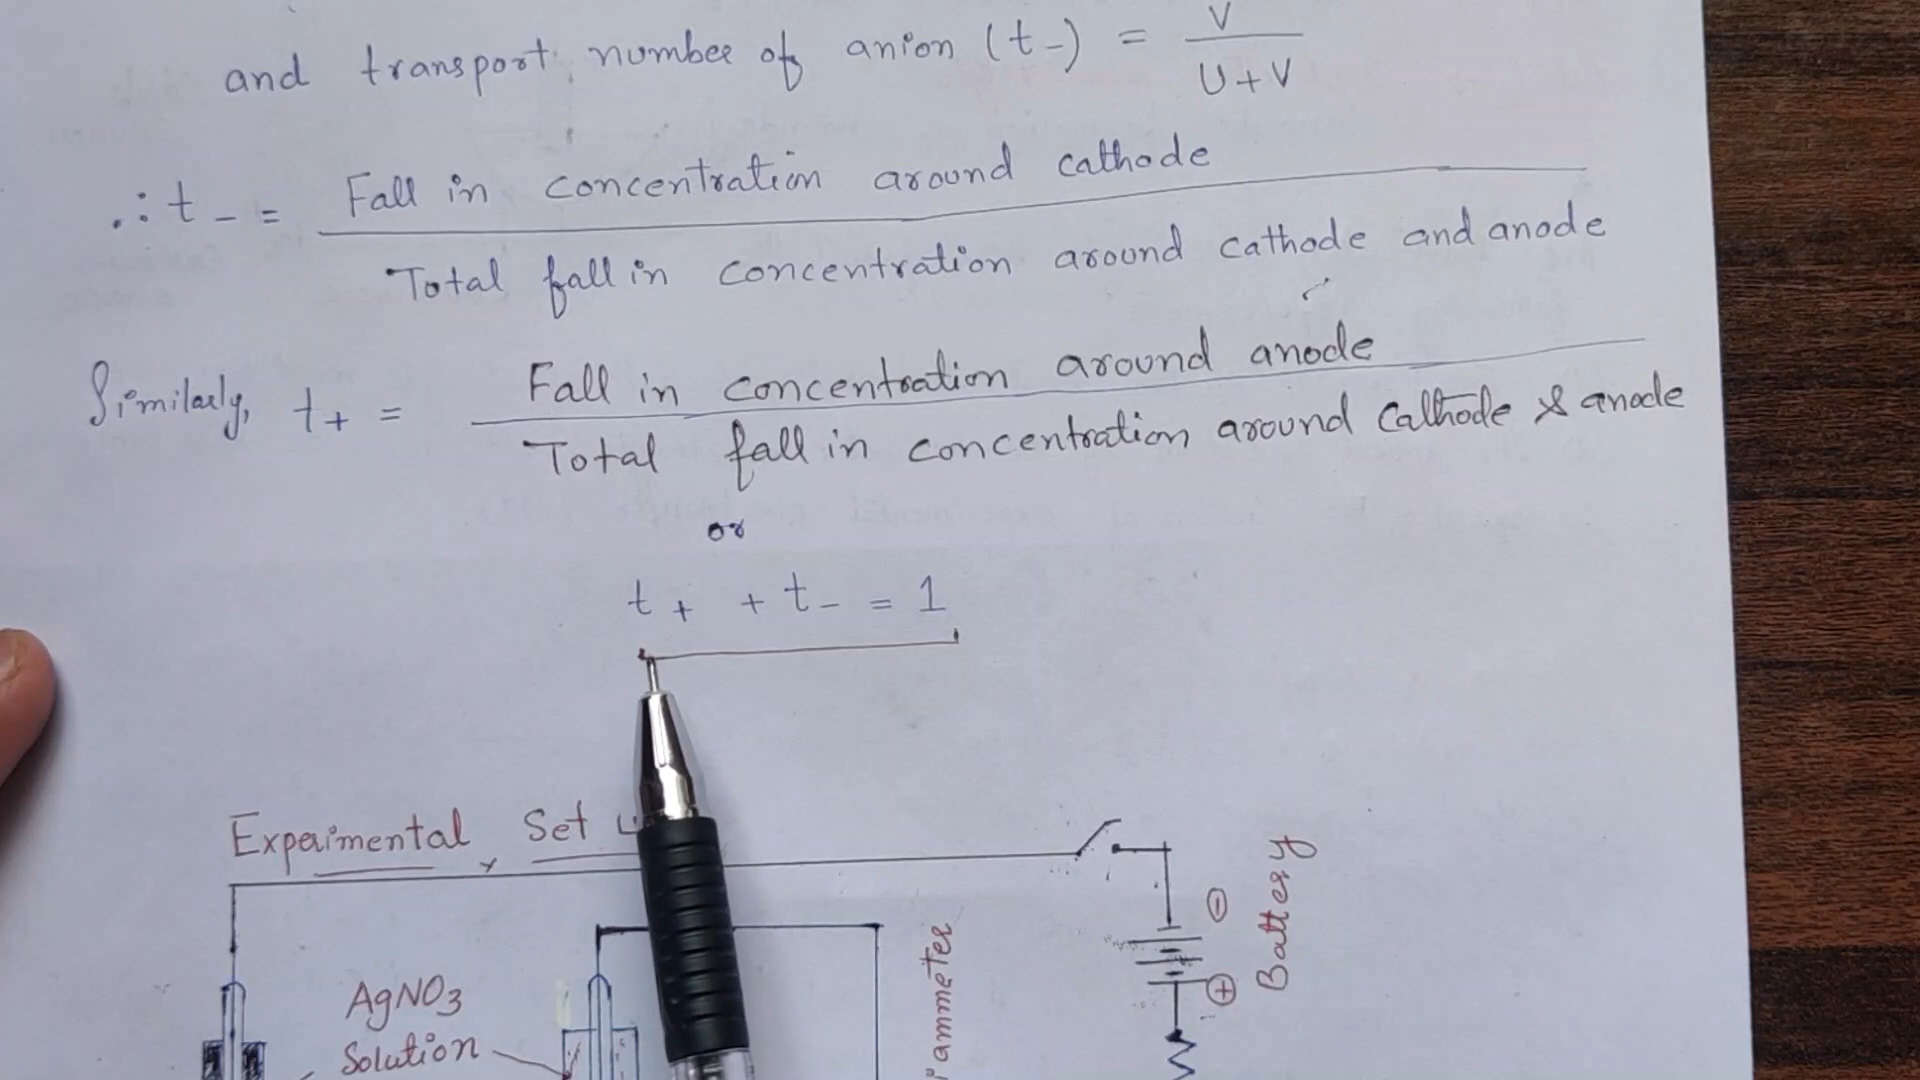 and transport number of anion (t-) = V
U+V
∴ t- = Fall in concentration around cathode
Total fall in concentration around cathode and anode
Similarly, t+ = Fall in concentration around anode
Total fall in concentration around Cathode & anode
or
t+ + t- = 1
Experimental Set
Battery
-
+
AgNO3
Solution
ammeter